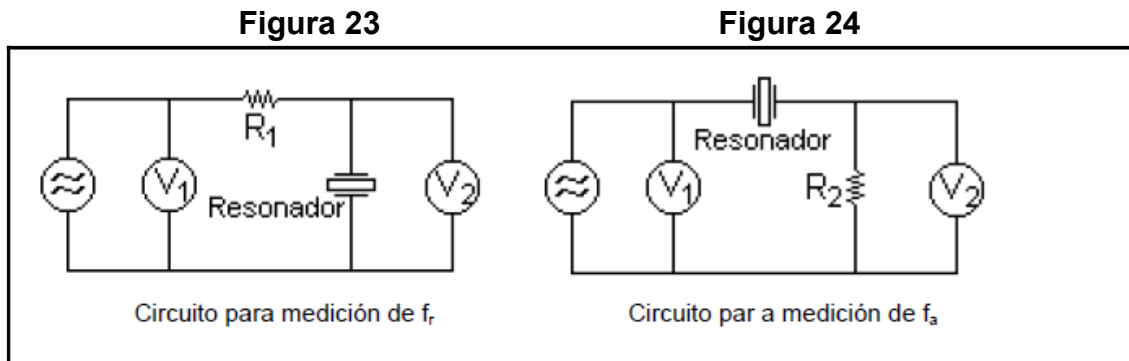 Figura 23 Figura 24
R1
Resonador
V1 V2
Resonador
V1 R2 V2
Circuito para medición de fr
Circuito par a medición de fa